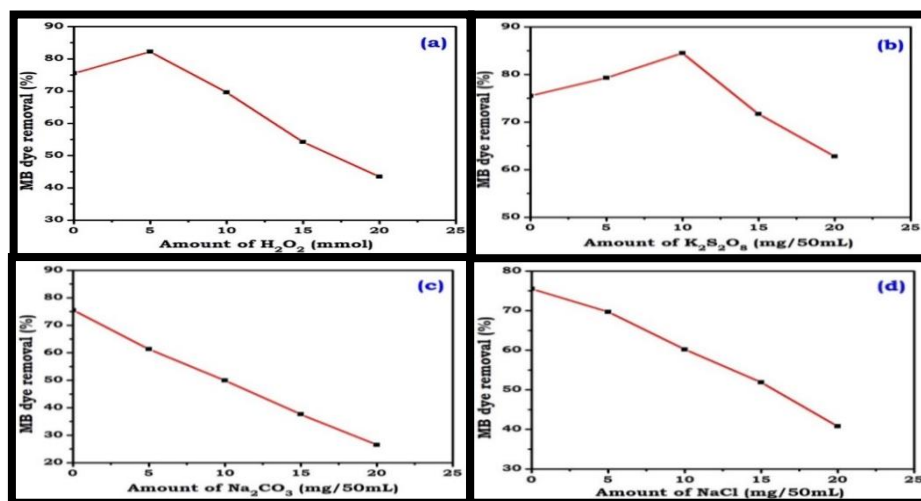 (a)
MB dye removal (%)
90
80
70
60
50
40
30
0 5 10 15 20 25
Amount of H₂O₂ (mmol)
(b)
MB dye removal (%)
90
80
70
60
50
0 5 10 15 20 25
Amount of K₂S₂O₈ (mg/50mL)
(c)
MB dye removal (%)
90
80
70
60
50
40
30
20
0 5 10 15 20 25
Amount of Na₂CO₃ (mg/50mL)
(d)
MB dye removal (%)
80
70
60
50
40
30
0 5 10 15 20 25
Amount of NaCl (mg/50mL)